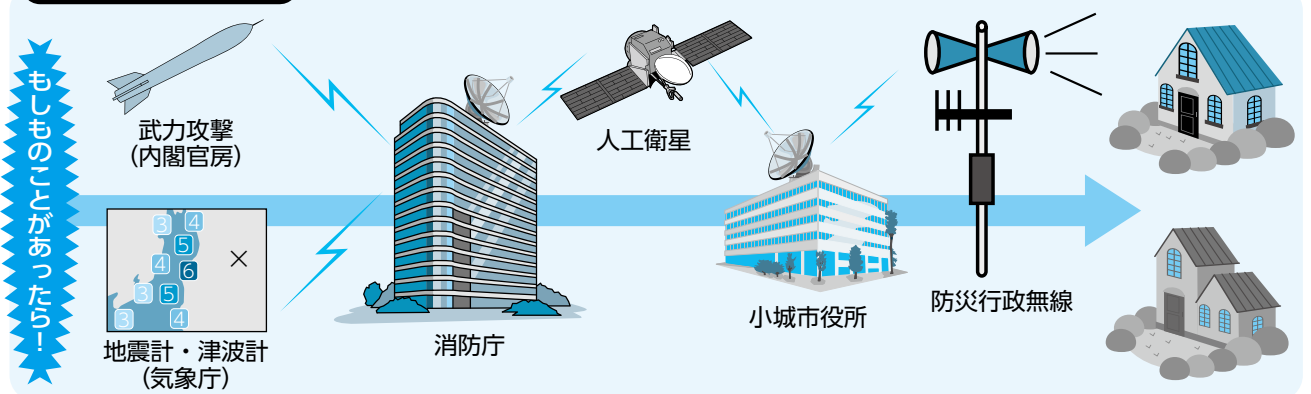 もしものことがあったら！
武力攻撃
（内閣官房）
3
4
5
4
6
3
5
3
4
地震計・津波計
（気象庁）
消防庁
人工衛星
小城市役所
防災行政無線